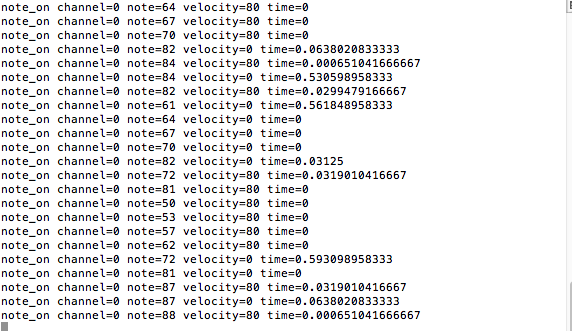 note_on channel=0 note=64 velocity=80 time=0
note_on channel=0 note=67 velocity=80 time=0
note_on channel=0 note=70 velocity=80 time=0
note_on channel=0 note=82 velocity=0 time=0.0638020833333
note_on channel=0 note=84 velocity=80 time=0.000651041666667
note_on channel=0 note=84 velocity=0 time=0.530598958333
note_on channel=0 note=82 velocity=80 time=0.0299479166667
note_on channel=0 note=61 velocity=0 time=0.561848958333
note_on channel=0 note=64 velocity=0 time=0
note_on channel=0 note=67 velocity=0 time=0
note_on channel=0 note=70 velocity=0 time=0
note_on channel=0 note=82 velocity=0 time=0.03125
note_on channel=0 note=72 velocity=80 time=0.0319010416667
note_on channel=0 note=81 velocity=80 time=0
note_on channel=0 note=50 velocity=80 time=0
note_on channel=0 note=53 velocity=80 time=0
note_on channel=0 note=57 velocity=80 time=0
note_on channel=0 note=62 velocity=80 time=0
note_on channel=0 note=72 velocity=0 time=0.593098958333
note_on channel=0 note=81 velocity=0 time=0
note_on channel=0 note=87 velocity=80 time=0.0319010416667
note_on channel=0 note=87 velocity=0 time=0.0638020833333
note_on channel=0 note=88 velocity=80 time=0.000651041666667